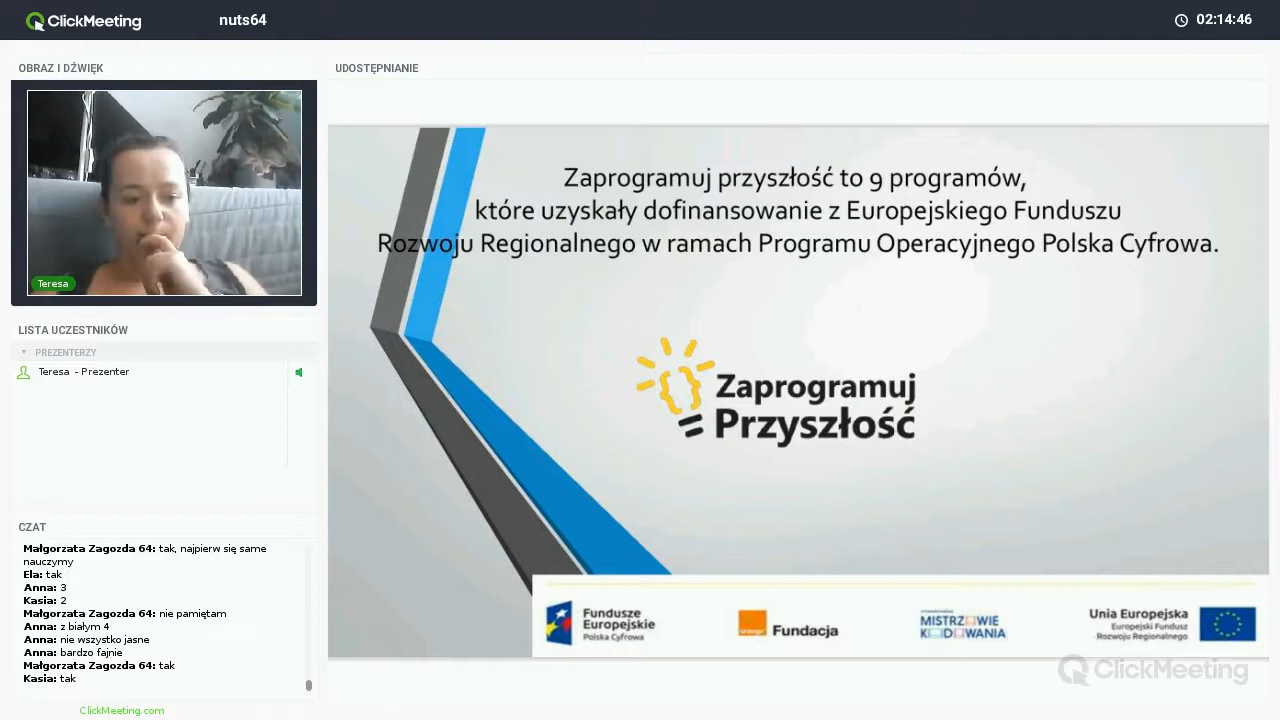 ClickMeeting
nuts64
02:14:46
OBRAZ I DŹWIĘK
UDOSTĘPNIANIE
Teresa
LISTA UCZESTNIKÓW
PREZENTERZY
Teresa - Prezenter
CZAT
Małgorzata Zagozda 64: tak, najpierw się same
nauczymy
Ela: tak
Anna: 3
Kasia: 2
Małgorzata Zagozda 64: nie pamiętam
Anna: z białym 4
Anna: nie wszystko jasne
Anna: bardzo fajnie
Małgorzata Zagozda 64: tak
Kasia: tak
ClickMeeting.com
Zaprogramuj przyszłość to 9 programów,
które uzyskały dofinansowanie z Europejskiego Funduszu
Rozwoju Regionalnego w ramach Programu Operacyjnego Polska Cyfrowa.
Zaprogramuj
Przyszłość
Fundusze
Europejskie
Polska Cyfrowa
orange
Fundacja
MISTRZOWIE
KODOWANIA
Unia Europejska
Europejski Fundusz
Rozwoju Regionalnego
ClickMeeting